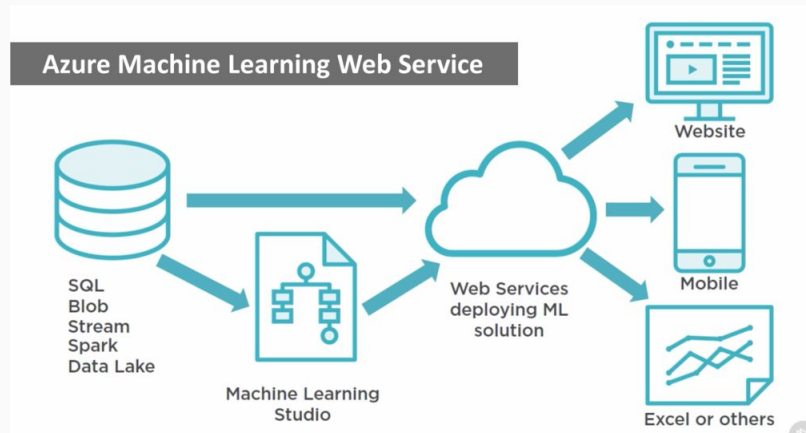 Azure Machine Learning Web Service
Website
SQL
Blob
Stream
Spark
Data Lake
Machine Learning
Studio
Web Services
deploying ML
solution
Mobile
Excel or others